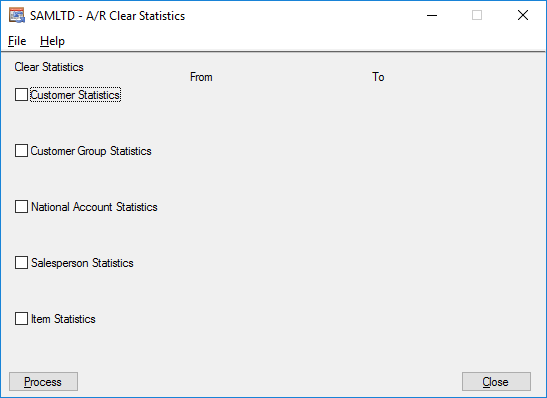 SAMLTD - A/R Clear Statistics
File Help
Clear Statistics
From To
Customer Statistics
Customer Group Statistics
National Account Statistics
Salesperson Statistics
Item Statistics
Process Close